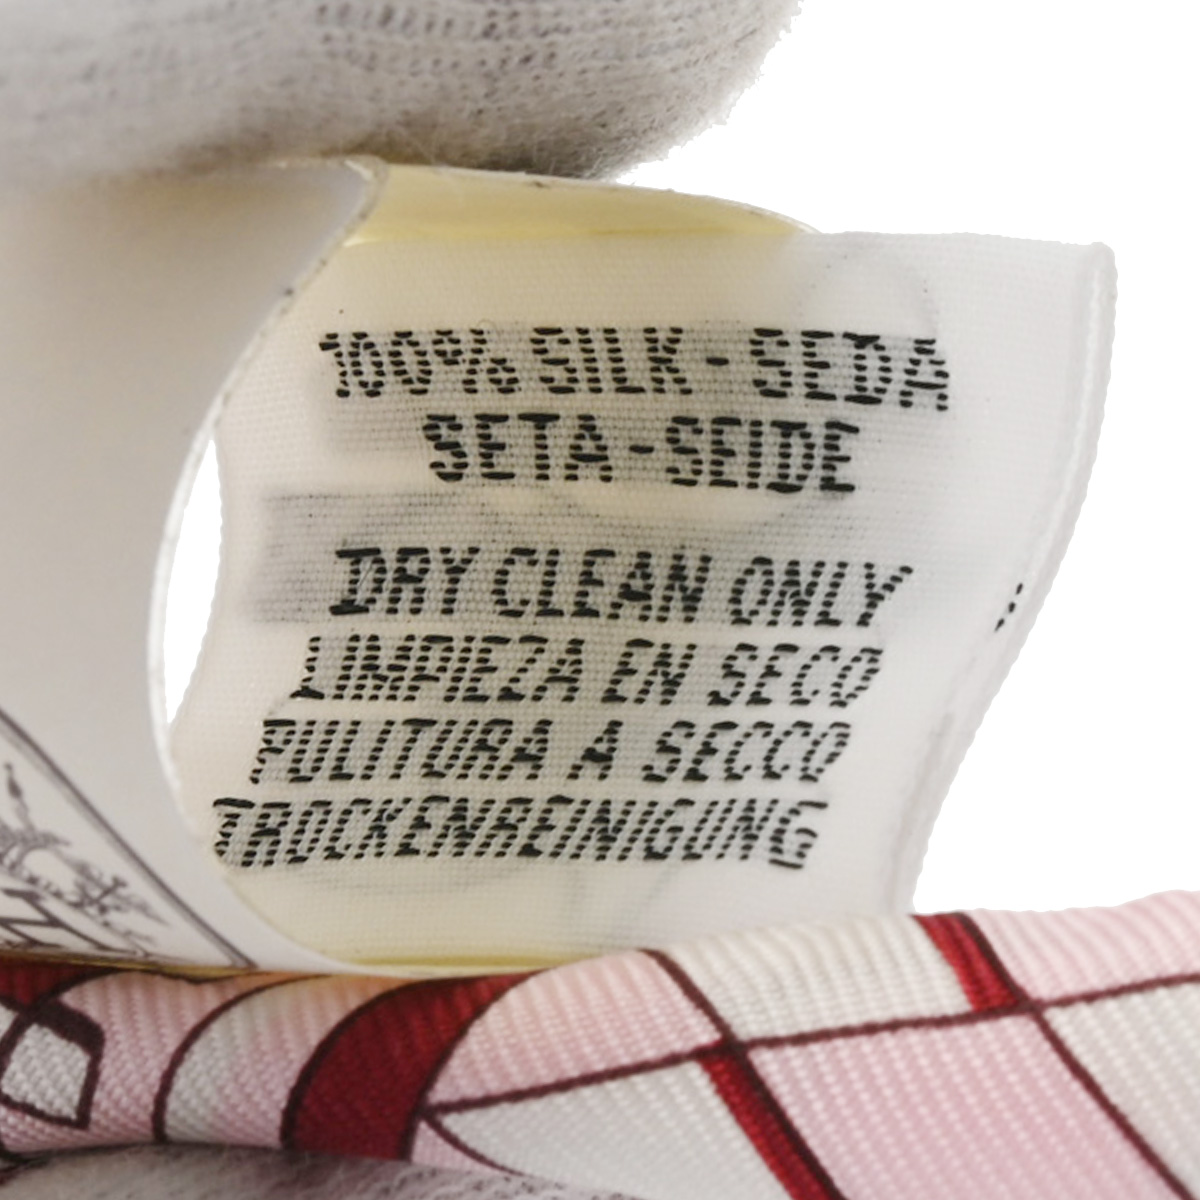 100% SILK - SEDA
SETA - SEIDE
DRY CLEAN ONLY
LIMPIEZA EN SECO
PULITURA A SECCO
TROCKENREINIGUNG